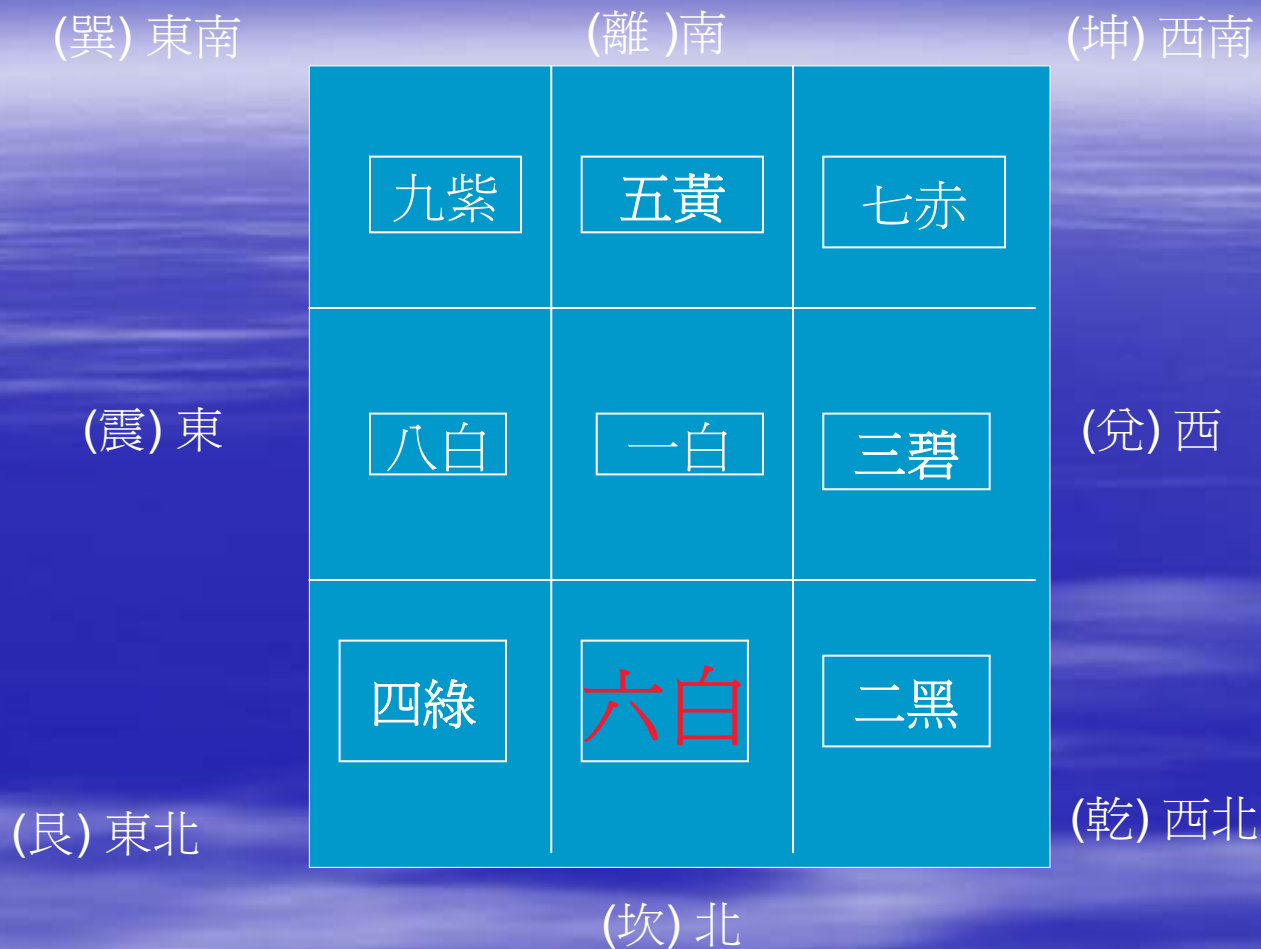 (巽) 東南 (離 )南 (坤) 西南
九紫 五黃 七赤
(震) 東 八白 一白 三碧 (兌) 西
四綠 六白 二黑
(艮) 東北 (乾) 西北
(坎) 北